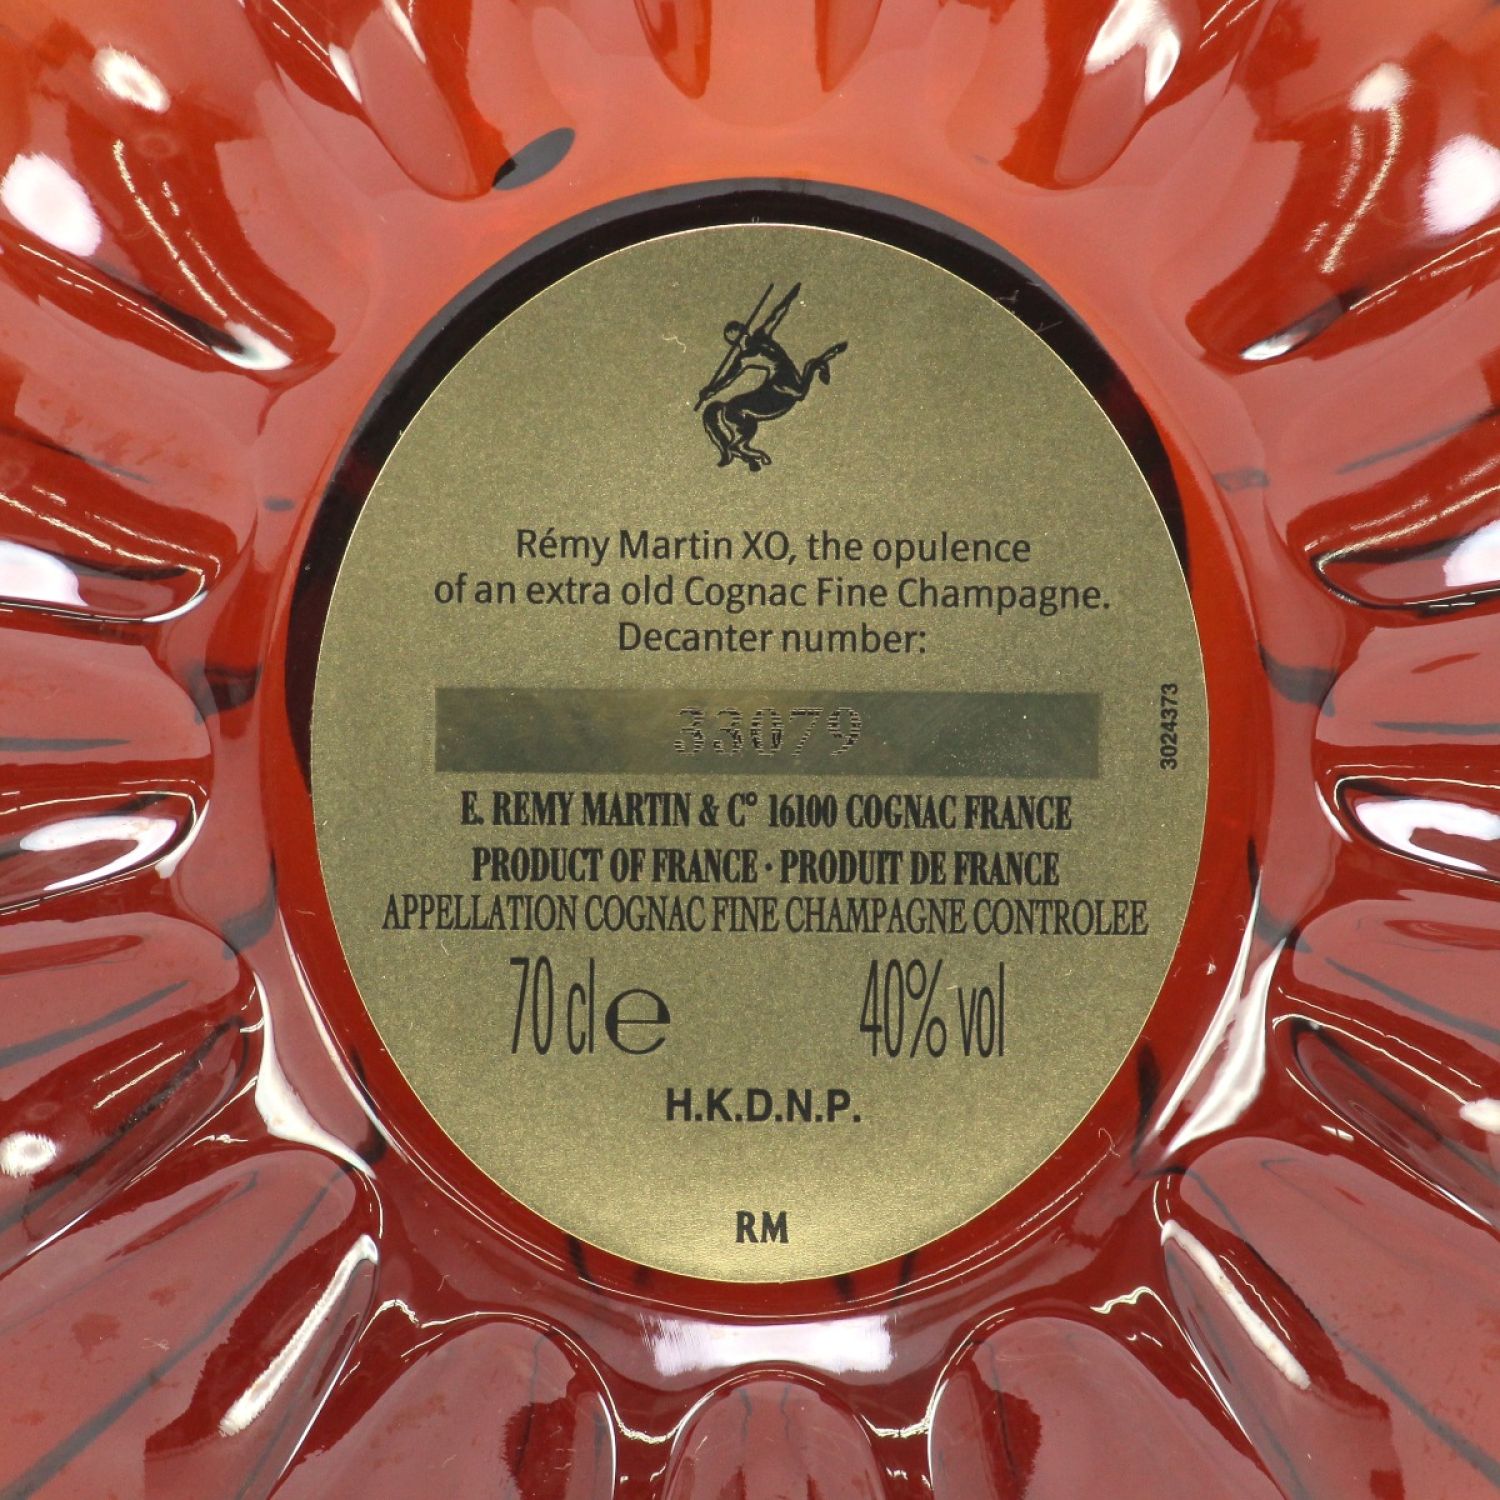 Rémy Martin XO, the opulence
of an extra old Cognac Fine Champagne.
Decanter number:
33079
3024373
E. REMY MARTIN & C° 16100 COGNAC FRANCE
PRODUCT OF FRANCE · PRODUIT DE FRANCE
APPELLATION COGNAC FINE CHAMPAGNE CONTROLEE
70 cl e 40% vol
H.K.D.N.P.
RM